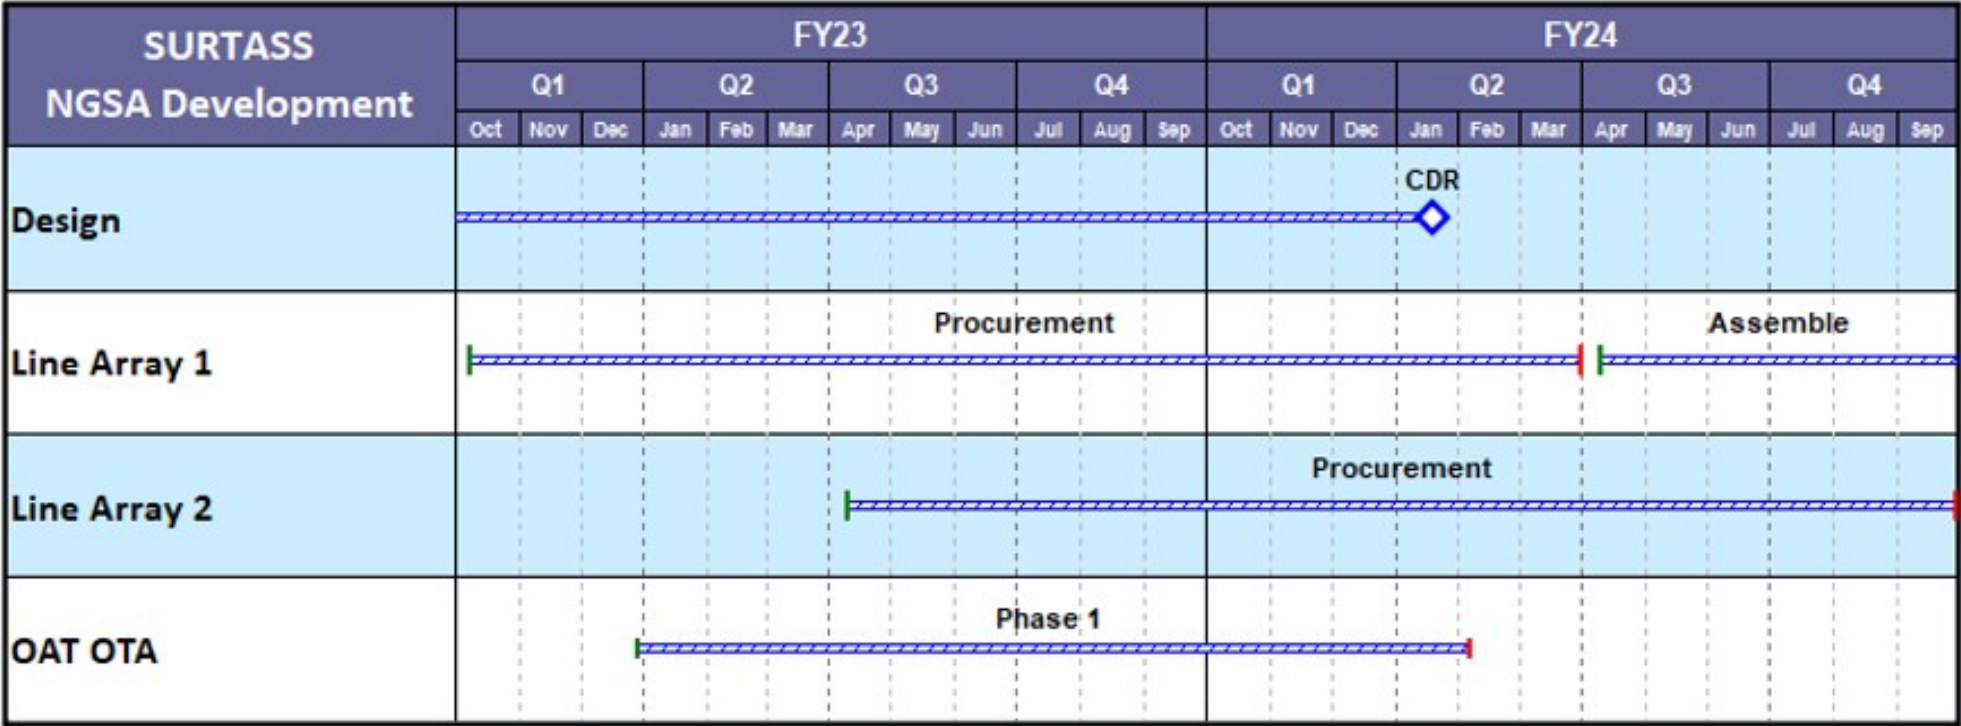 SURTASS
NGSA Development
FY23 FY24
Q1 Q2 Q3 Q4 Q1 Q2 Q3 Q4
Oct Nov Dec Jan Feb Mar Apr May Jun Jul Aug Sep Oct Nov Dec Jan Feb Mar Apr May Jun Jul Aug Sep
CDR
Design
Procurement Assemble
Line Array 1
Procurement
Line Array 2
Phase 1
OAT OTA